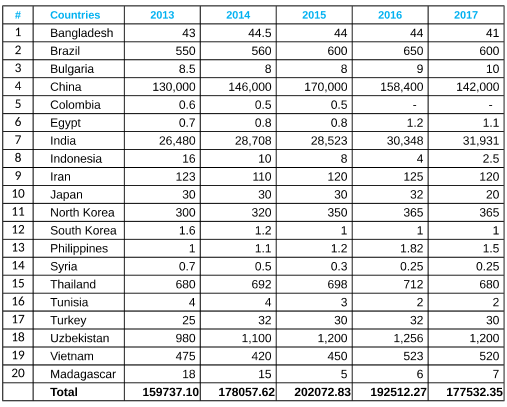 # Countries 2013 2014 2015 2016 2017
1 Bangladesh 43 44.5 44 44 41
2 Brazil 550 560 600 650 600
3 Bulgaria 8.5 8 8 9 10
4 China 130,000 146,000 170,000 158,400 142,000
5 Colombia 0.6 0.5 0.5 - -
6 Egypt 0.7 0.8 0.8 1.2 1.1
7 India 26,480 28,708 28,523 30,348 31,931
8 Indonesia 16 10 8 4 2.5
9 Iran 123 110 120 125 120
10 Japan 30 30 30 32 20
11 North Korea 300 320 350 365 365
12 South Korea 1.6 1.2 1 1 1
13 Philippines 1 1.1 1.2 1.82 1.5
14 Syria 0.7 0.5 0.3 0.25 0.25
15 Thailand 680 692 698 712 680
16 Tunisia 4 4 3 2 2
17 Turkey 25 32 30 32 30
18 Uzbekistan 980 1,100 1,200 1,256 1,200
19 Vietnam 475 420 450 523 520
20 Madagascar 18 15 5 6 7
Total 159737.10 178057.62 202072.83 192512.27 177532.35